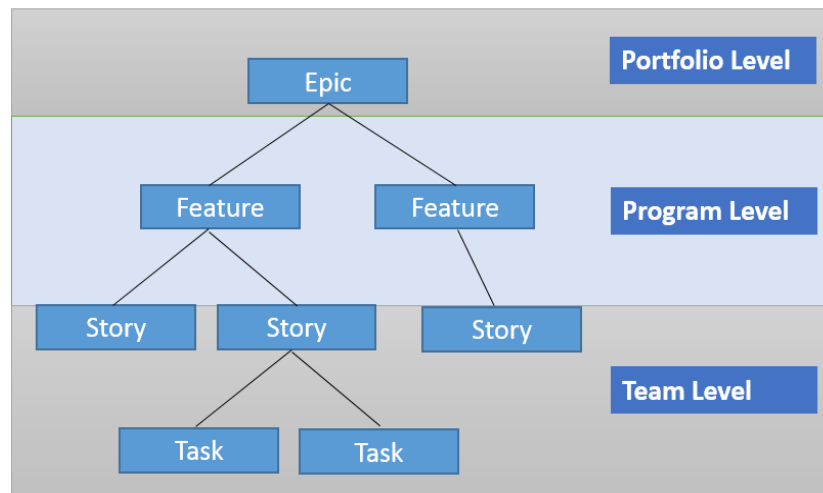 Portfolio Level
Epic
Feature
Feature
Program Level
Story
Story
Story
Team Level
Task
Task